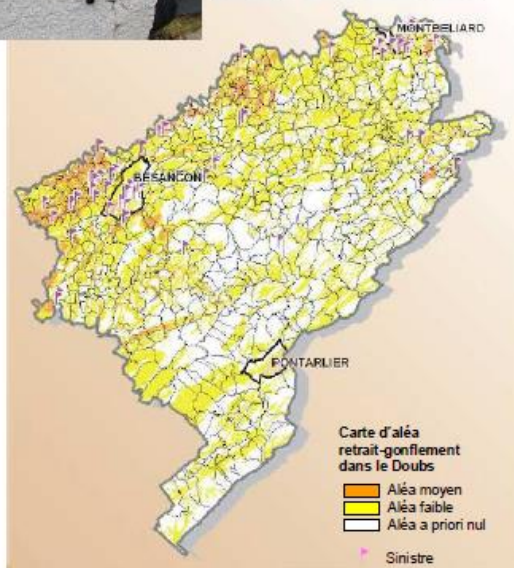 MONTBELIARD
BESANCON
PONTARLIER
Carte d'aléa
retrait-gonflement
dans le Doubs
Aléa moyen
Aléa faible
Aléa a priori nul
Sinistre